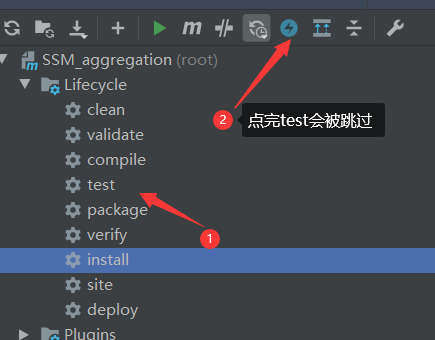 m
SSM_aggregation (root)
Lifecycle
2
点完test会被跳过
clean
validate
compile
test
package
1
verify
install
site
deploy
Plugins